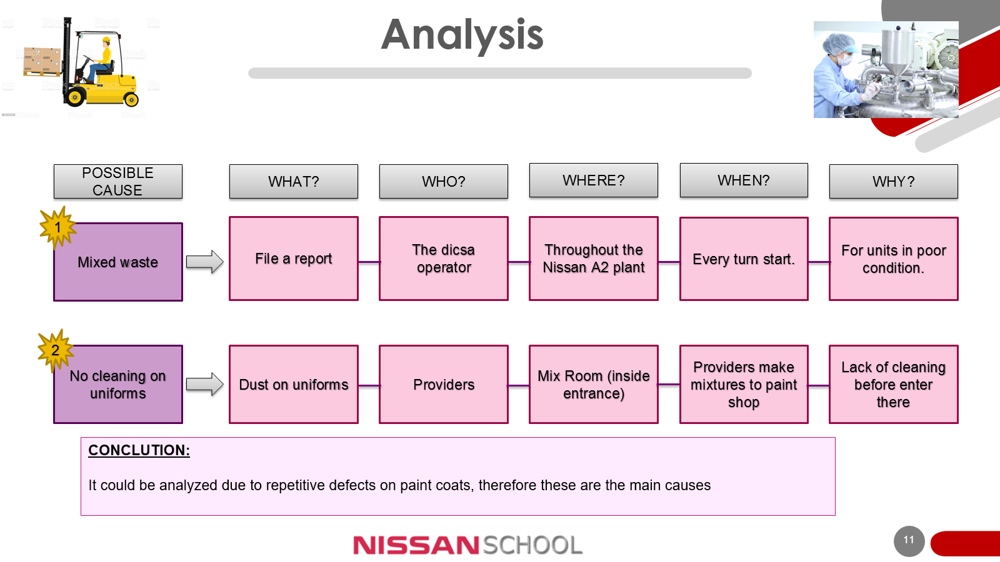 Analysis
POSSIBLE
CAUSE
WHAT?
WHO?
WHERE?
WHEN?
WHY?
1
Mixed waste
File a report
The dicsa
operator
Throughout the
Nissan A2 plant
Every turn start.
For units in poor
condition.
2
No cleaning on
uniforms
Dust on uniforms
Providers
Mix Room (inside
entrance)
Providers make
mixtures to paint
shop
Lack of cleaning
before enter
there
CONCLUTION:
It could be analyzed due to repetitive defects on paint coats, therefore these are the main causes
NISSAN SCHOOL
11